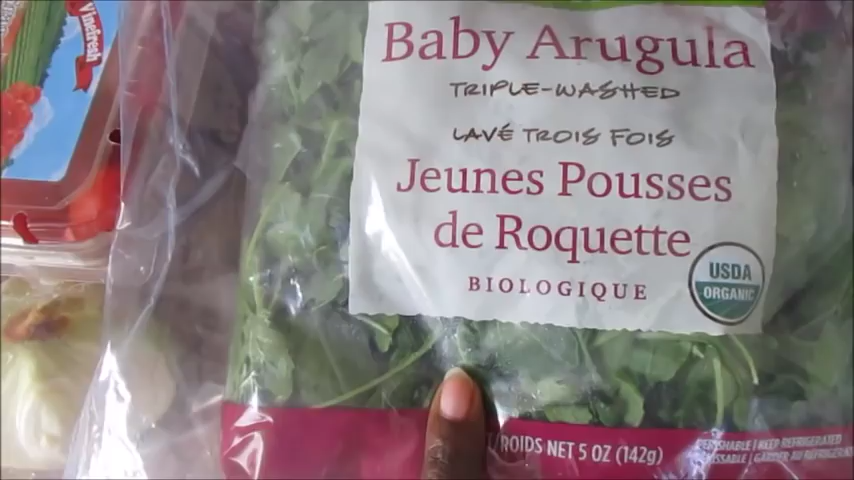 Vinefresh
Baby Arugula
TRIPLE-WASHED
LAVÉ TROIS FOIS
Jeunes Pousses
de Roquette
BIOLOGIQUE
USDA
ORGANIC
NET 5 OZ (142g)
KEEP REFRIGERATED